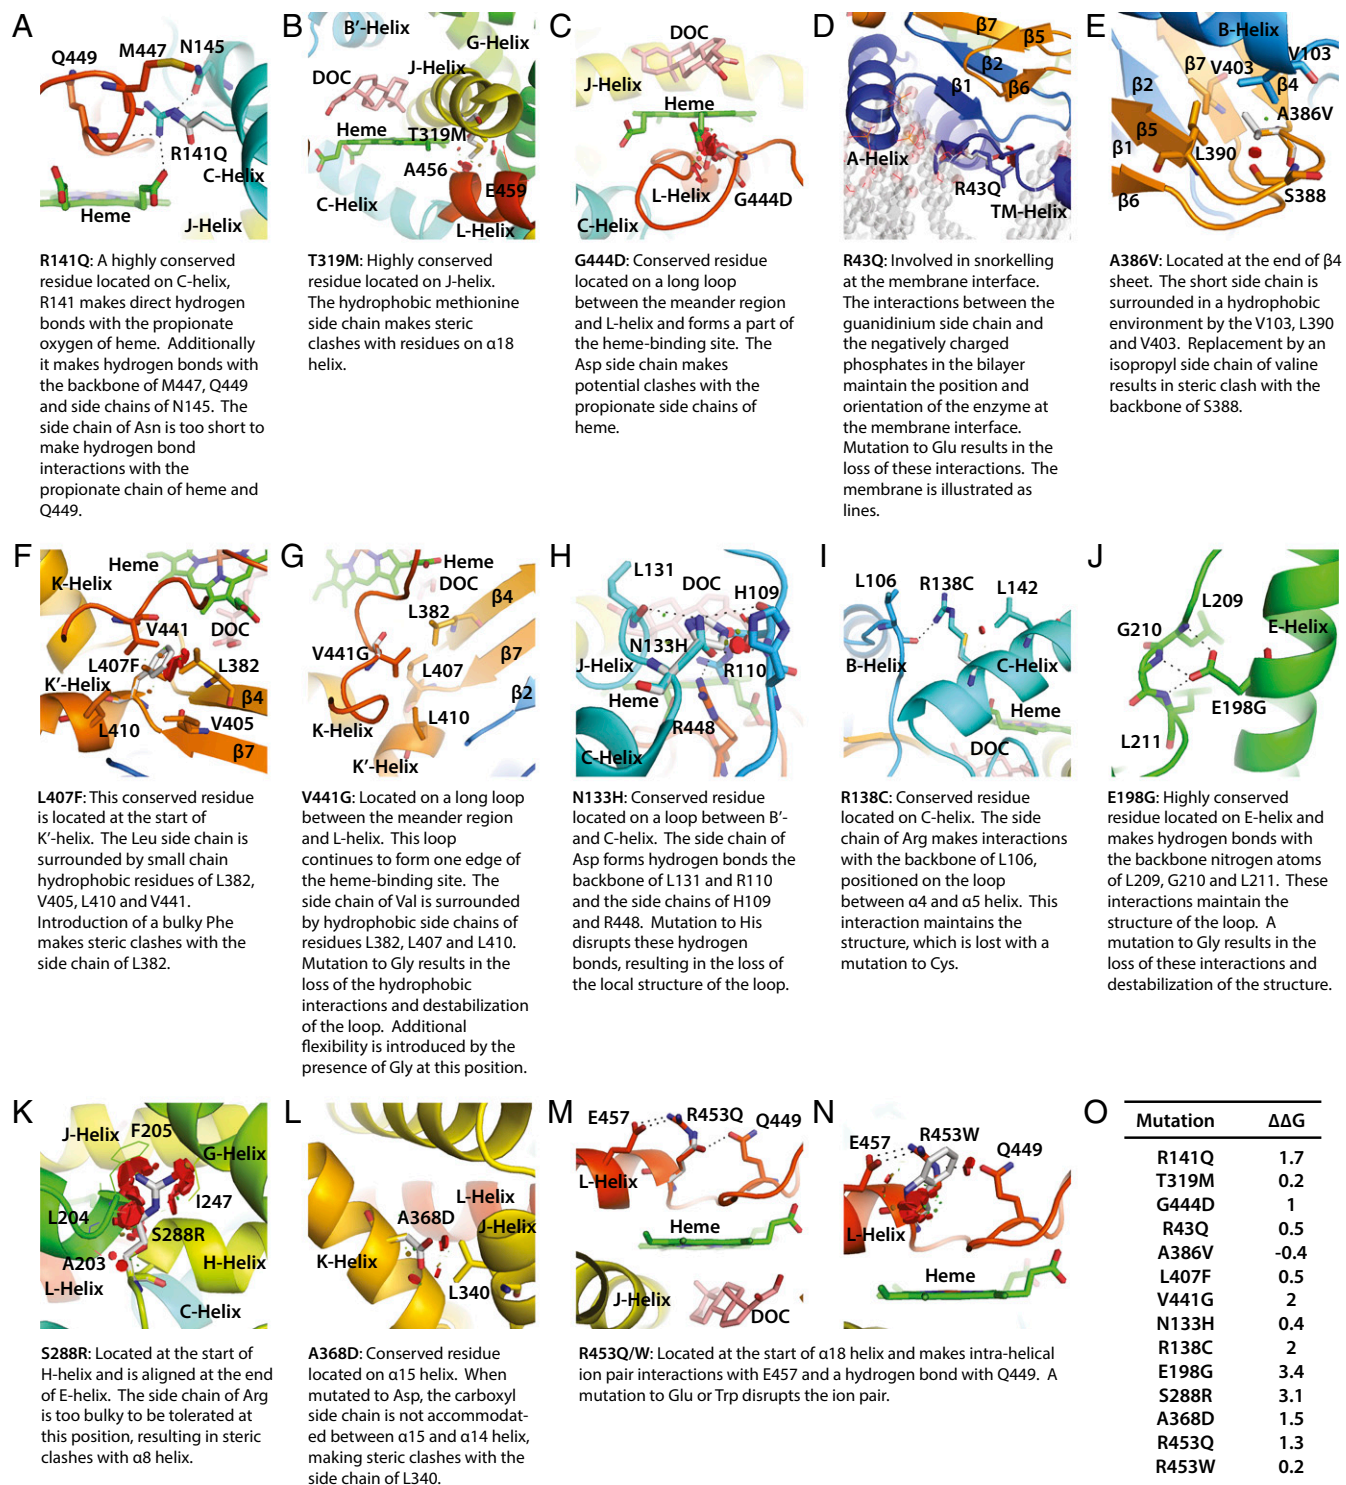 A
Q449
M447
N145
R141Q
C-Helix
Heme
J-Helix
R141Q: A highly conserved
residue located on C-helix,
R141 makes direct hydrogen
bonds with the propionate
oxygen of heme. Additionally
it makes hydrogen bonds with
the backbone of M447, Q449
and side chains of N145. The
side chain of Asn is too short to
make hydrogen bond
interactions with the
propionate chain of heme and
Q449.
B
B'-Helix
G-Helix
J-Helix
DOC
Heme
T319M
A456
E459
C-Helix
L-Helix
T319M: Highly conserved
residue located on J-helix.
The hydrophobic methionine
side chain makes steric
clashes with residues on α18
helix.
C
DOC
J-Helix
Heme
L-Helix
G444D
C-Helix
G444D: Conserved residue
located on a long loop
between the meander region
and L-helix and forms a part of
the heme-binding site. The
Asp side chain makes
potential clashes with the
propionate side chains of
heme.
D
β7
β5
β2
β1
β6
A-Helix
R43Q
TM-Helix
R43Q: Involved in snorkelling
at the membrane interface.
The interactions between the
guanidinium side chain and
the negatively charged
phosphates in the bilayer
maintain the position and
orientation of the enzyme at
the membrane interface.
Mutation to Glu results in the
loss of these interactions. The
membrane is illustrated as
lines.
E
B-Helix
V103
β7
V403
β2
β4
A386V
β5
β1
L390
β6
S388
A386V: Located at the end of β4
sheet. The short side chain is
surrounded in a hydrophobic
environment by the V103, L390
and V403. Replacement by an
isopropyl side chain of valine
results in steric clash with the
backbone of S388.
F
Heme
K-Helix
V441
DOC
L407F
L382
K'-Helix
β4
L410
V405
β7
L407F: This conserved residue
is located at the start of
K'-helix. The Leu side chain is
surrounded by small chain
hydrophobic residues of L382,
V405, L410 and V441.
Introduction of a bulky Phe
makes steric clashes with the
side chain of L382.
G
Heme
DOC
β4
L382
V441G
β7
L407
β2
L410
K-Helix
K'-Helix
V441G: Located on a long loop
between the meander region
and L-helix. This loop
continues to form one edge of
the heme-binding site. The
side chain of Val is surrounded
by hydrophobic side chains of
residues L382, L407 and L410.
Mutation to Gly results in the
loss of the hydrophobic
interactions and destabilization
of the loop. Additional
flexibility is introduced by the
presence of Gly at this position.
H
L131
DOC
H109
N133H
J-Helix
R110
Heme
R448
C-Helix
N133H: Conserved residue
located on a loop between B'-
and C-helix. The side chain of
Asp forms hydrogen bonds the
backbone of L131 and R110
and the side chains of H109
and R448. Mutation to His
disrupts these hydrogen
bonds, resulting in the loss of
the local structure of the loop.
I
L106
R138C
L142
B-Helix
C-Helix
Heme
DOC
R138C: Conserved residue
located on C-helix. The side
chain of Arg makes interactions
with the backbone of L106,
positioned on the loop
between α4 and α5 helix. This
interaction maintains the
structure, which is lost with a
mutation to Cys.
J
L209
G210
E-Helix
E198G
L211
E198G: Highly conserved
residue located on E-helix and
makes hydrogen bonds with
the backbone nitrogen atoms
of L209, G210 and L211. These
interactions maintain the
structure of the loop. A
mutation to Gly results in the
loss of these interactions and
destabilization of the structure.
K
J-Helix
F205
G-Helix
I247
L204
S288R
A203
H-Helix
L-Helix
C-Helix
S288R: Located at the start of
H-helix and is aligned at the end
of E-helix. The side chain of Arg
is too bulky to be tolerated at
this position, resulting in steric
clashes with α8 helix.
L
L-Helix
A368D
J-Helix
K-Helix
L340
A368D: Conserved residue
located on α15 helix. When
mutated to Asp, the carboxyl
side chain is not accommodat-
ed between α15 and α14 helix,
making steric clashes with the
side chain of L340.
M
E457
R453Q
Q449
L-Helix
Heme
J-Helix
DOC
N
E457
R453W
Q449
L-Helix
Heme
R453Q/W: Located at the start of α18 helix and makes intra-helical
ion pair interactions with E457 and a hydrogen bond with Q449. A
mutation to Glu or Trp disrupts the ion pair.
O
Mutation ΔΔG
R141Q 1.7
T319M 0.2
G444D 1
R43Q 0.5
A386V -0.4
L407F 0.5
V441G 2
N133H 0.4
R138C 2
E198G 3.4
S288R 3.1
A368D 1.5
R453Q 1.3
R453W 0.2